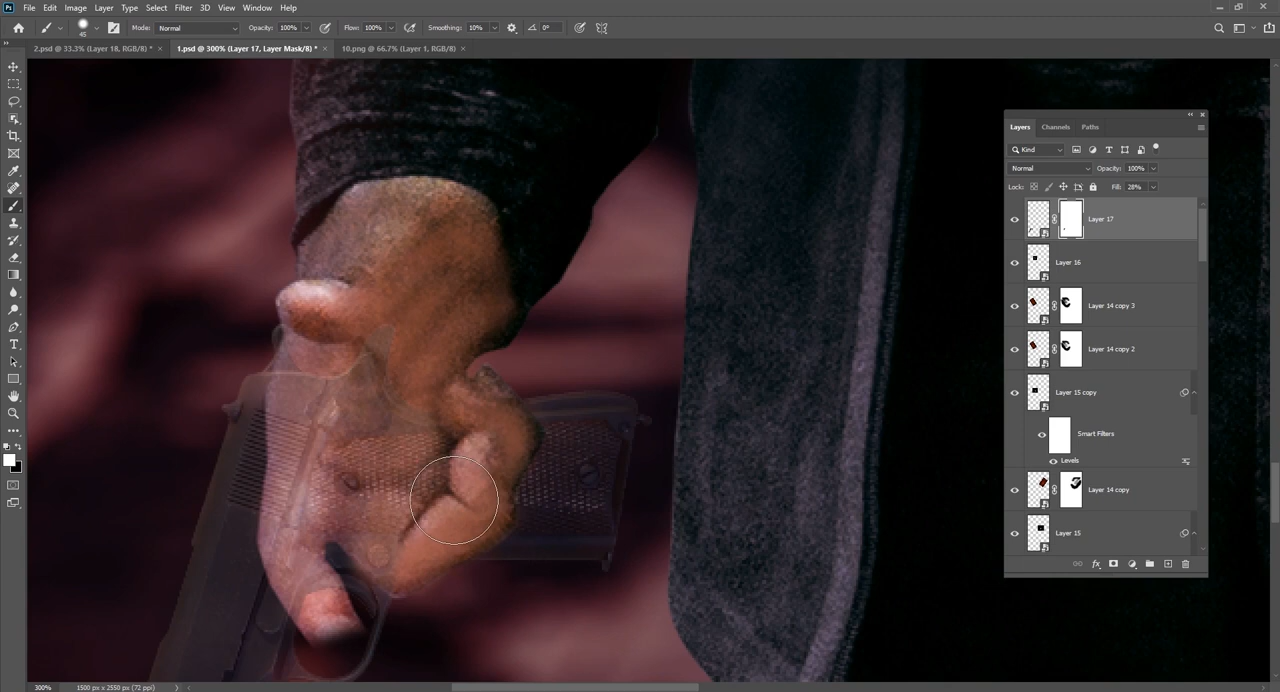 Ps File Edit Image Layer Type Select Filter 3D View Window Help
45 Mode: Normal Opacity: 100% Flow: 100% Smoothing: 10% 0°
2.psd @ 33.3% (Layer 18, RGB/8) * × 1.psd @ 300% (Layer 17, Layer Mask/8) * × 10.png @ 66.7% (Layer 1, RGB/8) ×
Layers Channels Paths
Kind
Normal Opacity: 100%
Lock: Fill: 28%
Layer 17
Layer 16
Layer 14 copy 3
Layer 14 copy 2
Layer 15 copy
Smart Filters
Levels
Layer 14 copy
Layer 15
fx
300% 1500 px x 2550 px (72 ppi)